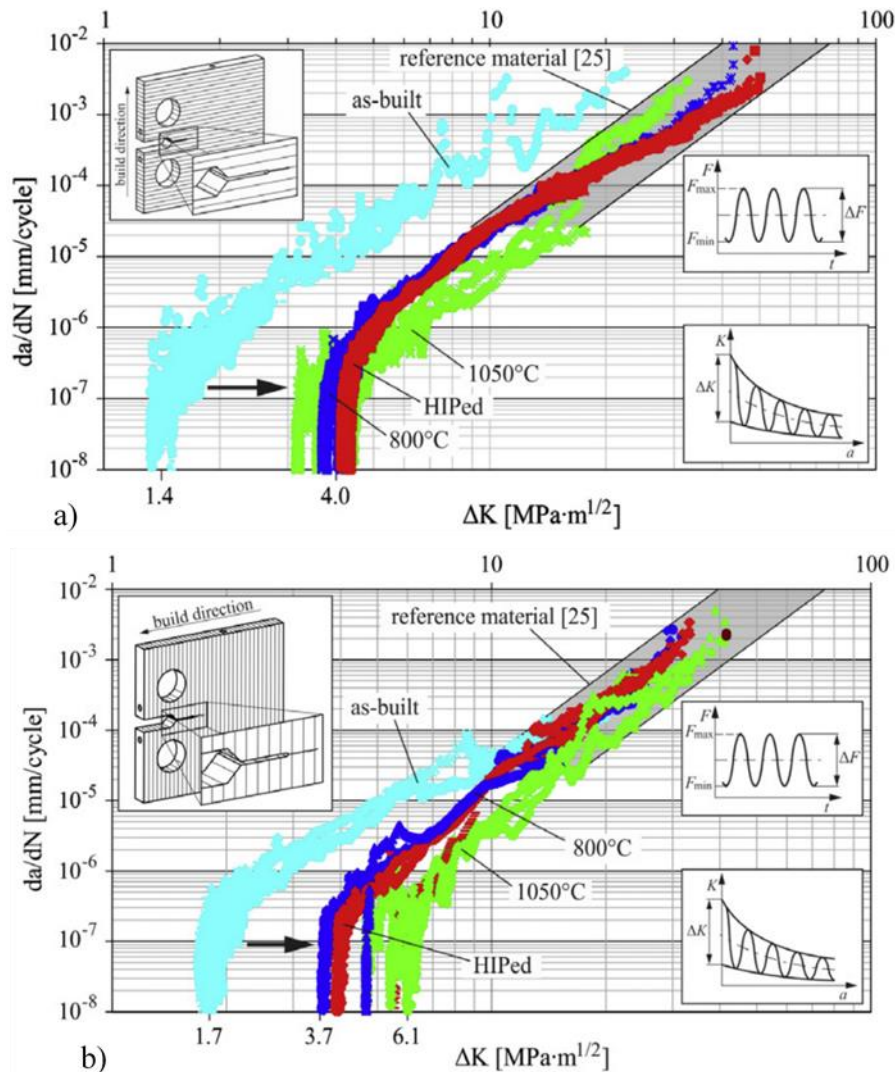 1 10 100
10-2
10-3
10-4
10-5
10-6
10-7
10-8
da/dN [mm/cycle]
build direction
reference material [25]
as-built
F
Fmax
Fmin
ΔF
t
K
ΔK
a
1050°C
HIPed
800°C
1.4 4.0
a) ΔK [MPa·m1/2]
1 10 100
10-2
10-3
10-4
10-5
10-6
10-7
10-8
da/dN [mm/cycle]
build direction
reference material [25]
as-built
F
Fmax
Fmin
ΔF
t
K
ΔK
a
800°C
1050°C
HIPed
1.7 3.7 6.1
b) ΔK [MPa·m1/2]